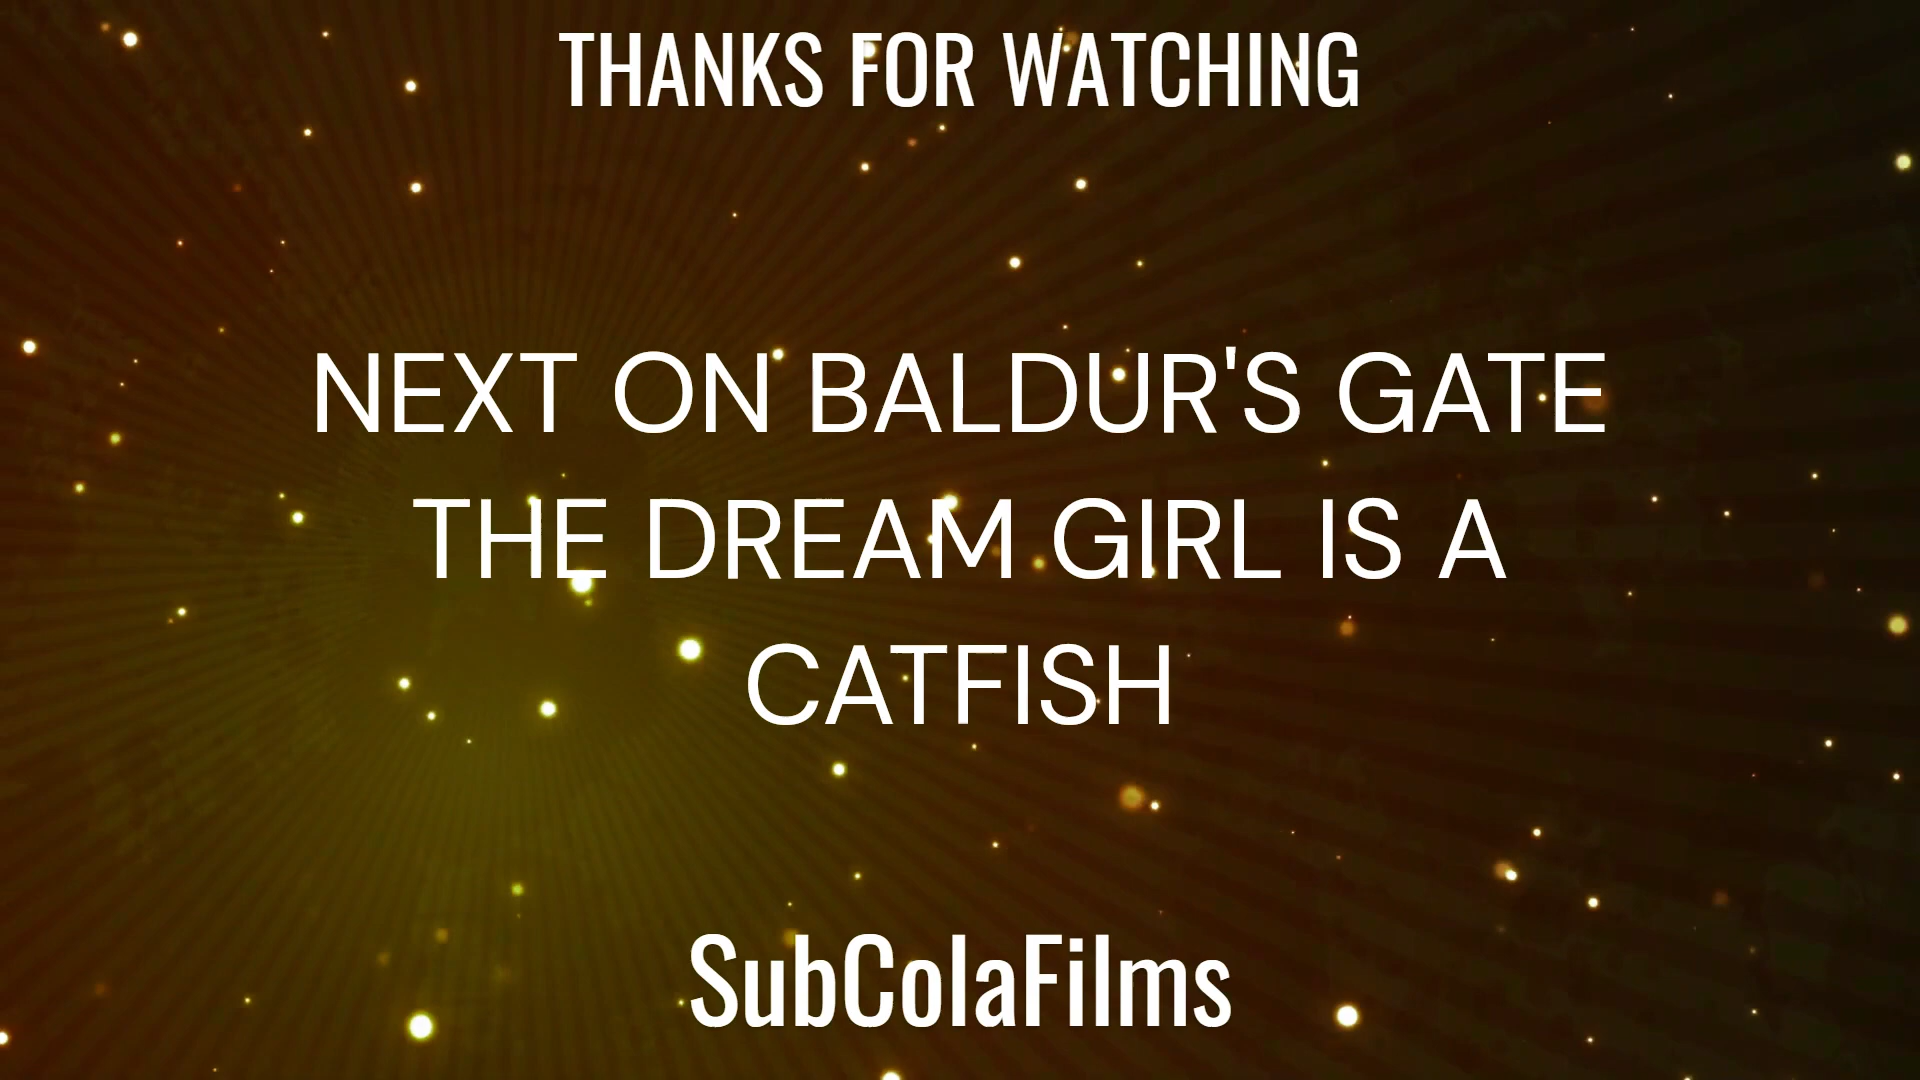 THANKS FOR WATCHING
NEXT ON BALDUR'S GATE
THE DREAM GIRL IS A
CATFISH
SubColaFilms